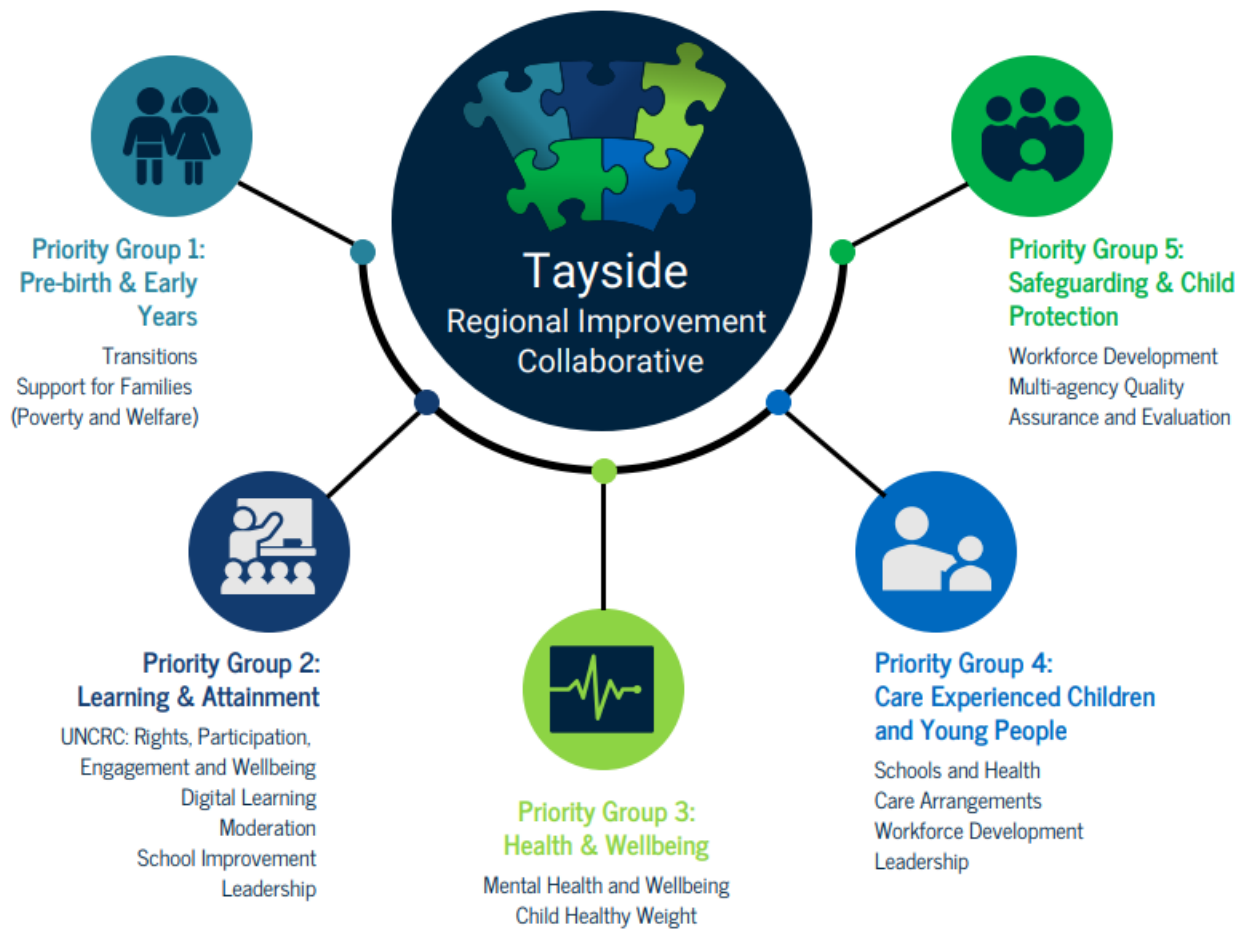 Tayside
Regional Improvement
Collaborative
Priority Group 1:
Pre-birth & Early
Years
Transitions
Support for Families
(Poverty and Welfare)
Priority Group 2:
Learning & Attainment
UNCRC: Rights, Participation,
Engagement and Wellbeing
Digital Learning
Moderation
School Improvement
Leadership
Priority Group 3:
Health & Wellbeing
Mental Health and Wellbeing
Child Healthy Weight
Priority Group 4:
Care Experienced Children
and Young People
Schools and Health
Care Arrangements
Workforce Development
Leadership
Priority Group 5:
Safeguarding & Child
Protection
Workforce Development
Multi-agency Quality
Assurance and Evaluation